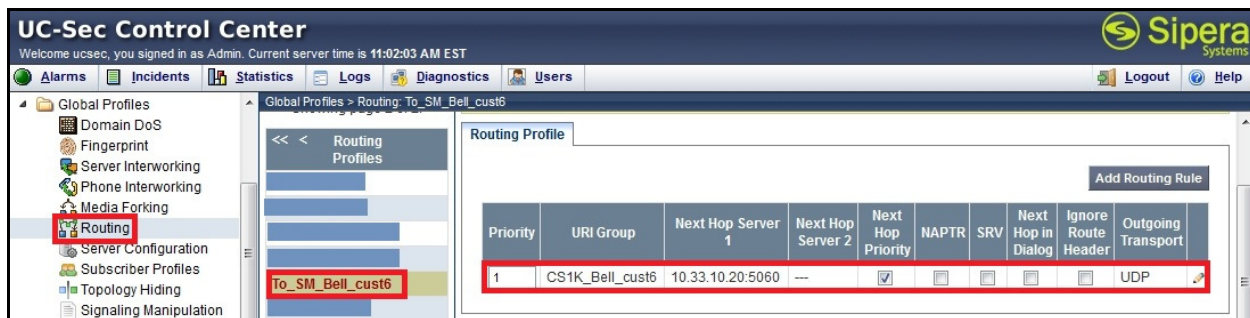 UC-Sec Control Center
Welcome ucsec, you signed in as Admin. Current server time is 11:02:03 AM EST
Sipera
Systems
Alarms Incidents Statistics Logs Diagnostics Users Logout Help
Global Profiles
Domain DoS
Fingerprint
Server Interworking
Phone Interworking
Media Forking
Routing
Server Configuration
Subscriber Profiles
Topology Hiding
Signaling Manipulation
Global Profiles > Routing: To_SM_Bell_cust6
<< < Routing
Profiles
To_SM_Bell_cust6
Routing Profile
Add Routing Rule
Priority URI Group Next Hop Server 1 Next Hop Server 2 Next Hop Priority NAPTR SRV Next Hop in Dialog Ignore Route Header Outgoing Transport
1 CS1K_Bell_cust6 10.33.10.20:5060 --- UDP